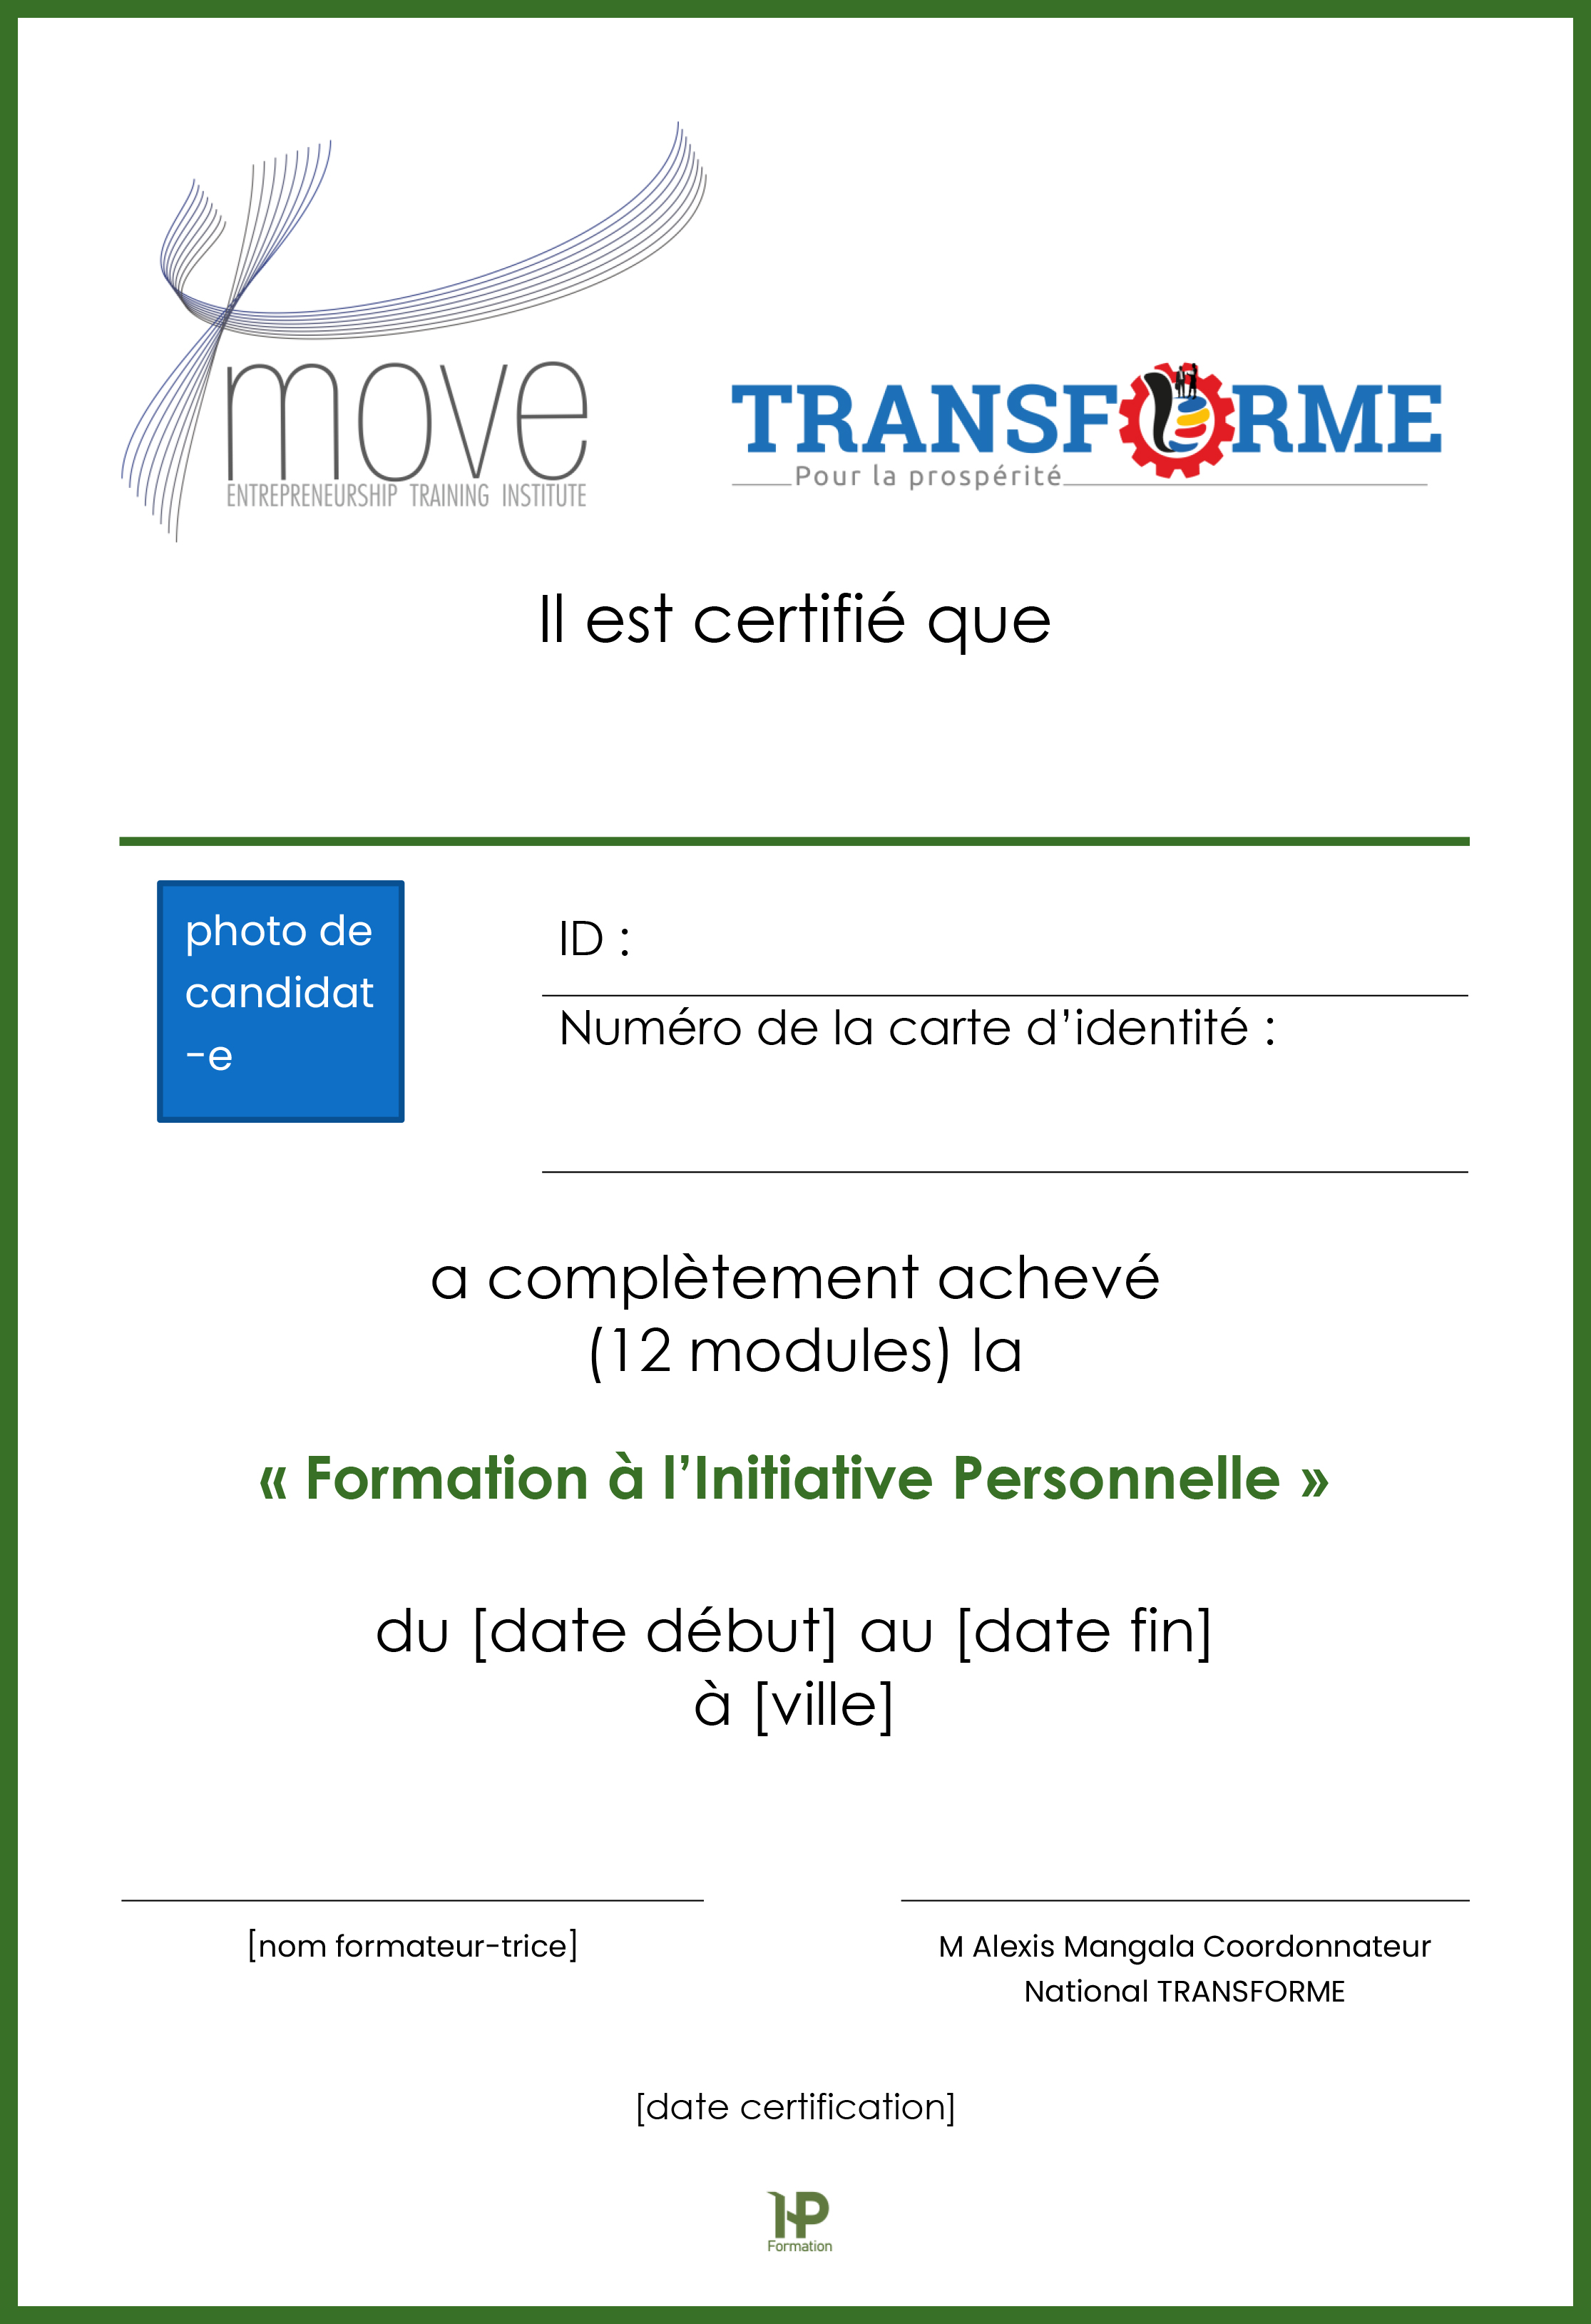 move
ENTREPRENEURSHIP TRAINING INSTITUTE
TRANSFORME
Pour la prospérité
Il est certifié que
photo de
candidat
-e
ID :
Numéro de la carte d’identité :
a complètement achevé
(12 modules) la
« Formation à l’Initiative Personnelle »
du [date début] au [date fin]
à [ville]
[nom formateur-trice]
M Alexis Mangala Coordonnateur
National TRANSFORME
[date certification]
IP
Formation